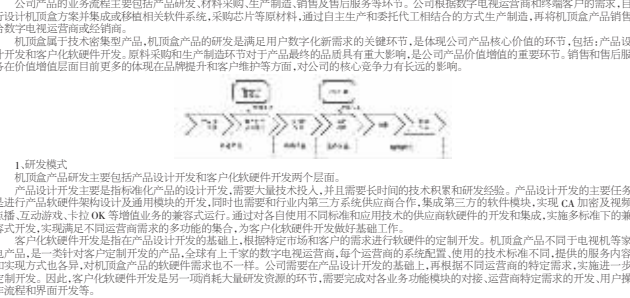 公司产品的业务流程主要包括产品研发、材料采购、生产制造、销售及售后服务等环节。公司根据数字电视运营商和终端客户的需求,自
行设计机顶盒方案并集成或移植相关软件系统,采购芯片等原材料,通过自主生产和委托代工相结合的方式生产制造,再将机顶盒产品销售
给数字电视运营商或经销商。
机顶盒属于技术密集型产品,机顶盒产品的研发是满足用户数字化新需求的关键环节,是体现公司产品核心价值的环节,包括:产品设
计开发和客户化软硬件开发。原料采购和生产制造环节对于产品最终的品质具有重大影响,是公司产品价值增值的重要环节。销售和售后服
务在价值增值层面目前更多的体现在品牌提升和客户维护等方面,对公司的核心竞争力有长远的影响。
1、研发模式
机顶盒产品研发主要包括产品设计开发和客户化软硬件开发两个层面。
产品设计开发主要是指标准化产品的设计开发,需要大量技术投入,并且需要长时间的技术积累和研发经验。产品设计开发的主要任务
是进行产品软硬件架构设计及通用模块的开发,同时也需要和行业内第三方系统供应商合作,集成第三方的软件模块,实现 CA 加密及视频
点播、互动游戏、卡拉 OK 等增值业务的兼容式运行。通过对各自使用不同标准和应用技术的供应商软硬件的开发和集成,实施多标准下的兼
容式开发,实现满足不同运营商需求的多功能的集合,为客户化软硬件开发做好基础工作。
客户化软硬件开发是指在产品设计开发的基础上,根据特定市场和客户的需求进行软硬件的定制开发。机顶盒产品不同于电视机等家
电产品,是一类针对客户定制开发的产品,全球有上千家的数字电视运营商,每个运营商的系统配置、使用的技术标准不同,提供的服务内容
和实现方式也各异,对机顶盒产品的软硬件需求也不一样。公司需要在产品设计开发的基础上,再根据不同运营商的特定需求,实施进一步
定制开发。因此,客户化软硬件开发是另一项消耗大量研发资源的环节,需要完成对各业务功能模块的对接、运营商特定需求的开发、用户操
作流程和界面开发等。